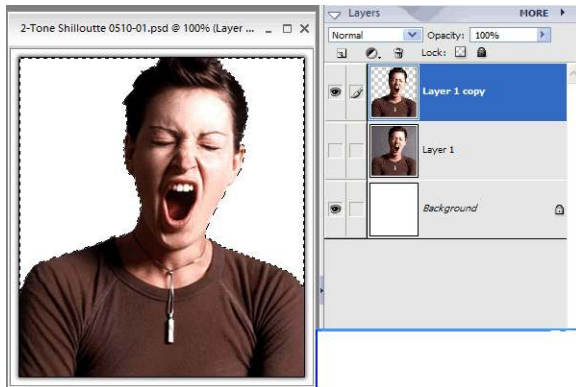 2-Tone Shilloutte 0510-01.psd @ 100% (Layer ...
Layers MORE
Normal Opacity: 100%
Lock:
Layer 1 copy
Layer 1
Background